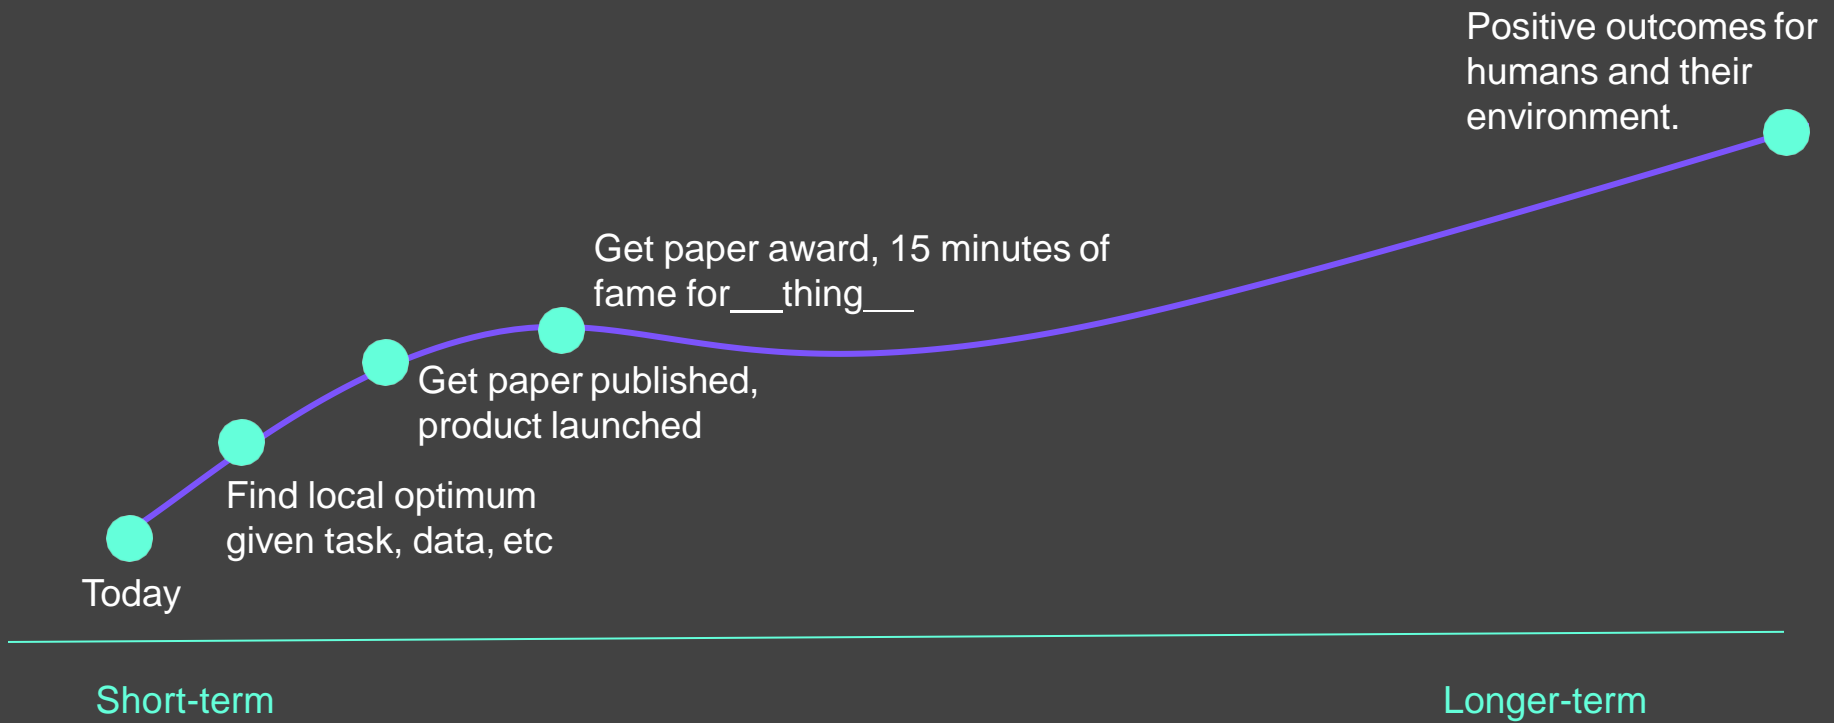 Positive outcomes for
humans and their
environment.
Get paper award, 15 minutes of
fame for___thing___
Get paper published,
product launched
Find local optimum
given task, data, etc
Today
Short-term
Longer-term